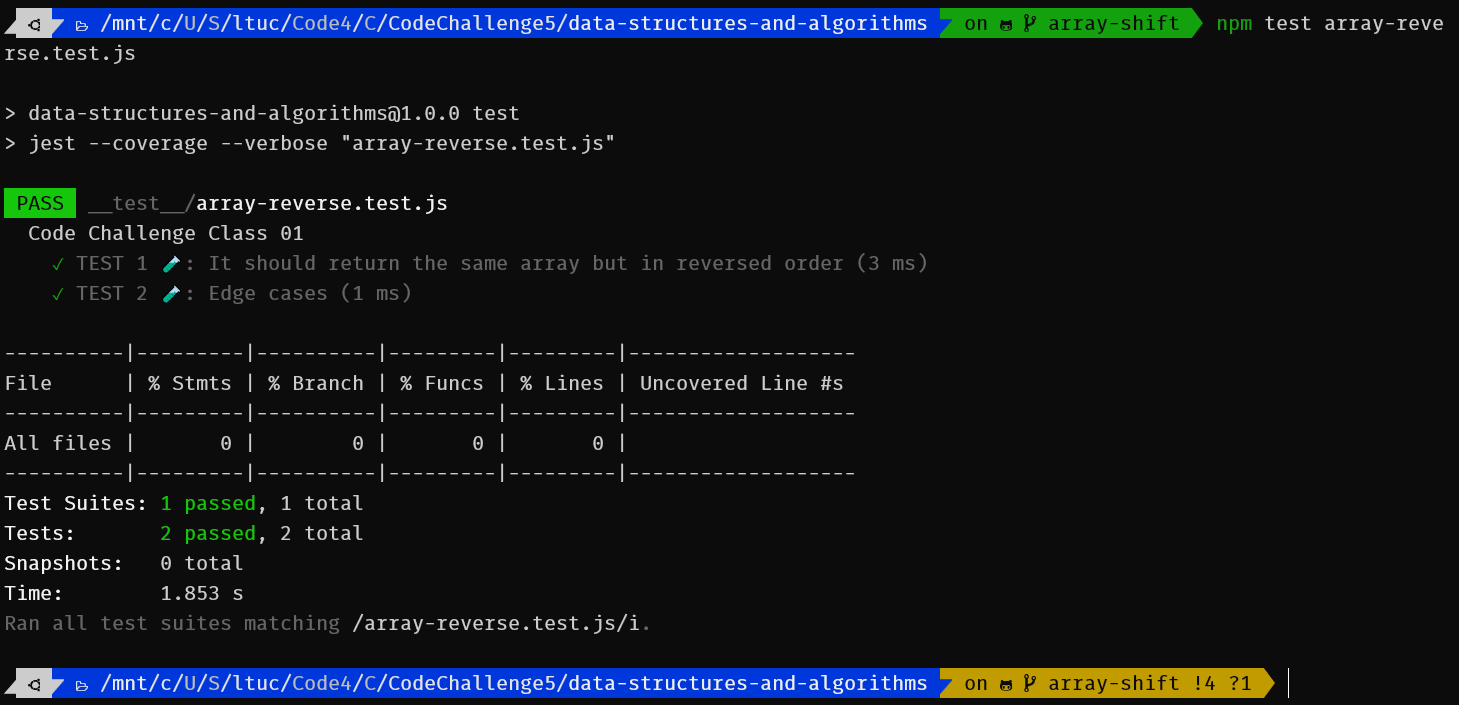 /mnt/c/U/S/ltuc/Code4/C/CodeChallenge5/data-structures-and-algorithms on array-shift npm test array-reve
rse.test.js
> data-structures-and-algorithms@1.0.0 test
> jest --coverage --verbose "array-reverse.test.js"
PASS __test__/array-reverse.test.js
Code Challenge Class 01
✓ TEST 1 🧪: It should return the same array but in reversed order (3 ms)
✓ TEST 2 🧪: Edge cases (1 ms)
----------|---------|----------|---------|---------|-------------------
File      | % Stmts | % Branch | % Funcs | % Lines | Uncovered Line #s
----------|---------|----------|---------|---------|-------------------
All files |       0 |        0 |       0 |       0 |
----------|---------|----------|---------|---------|-------------------
Test Suites: 1 passed, 1 total
Tests:       2 passed, 2 total
Snapshots:   0 total
Time:        1.853 s
Ran all test suites matching /array-reverse.test.js/i.
/mnt/c/U/S/ltuc/Code4/C/CodeChallenge5/data-structures-and-algorithms on array-shift !4 ?1